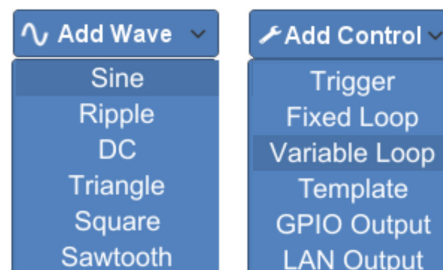 Add Wave
Sine
Ripple
DC
Triangle
Square
Sawtooth
Add Control
Trigger
Fixed Loop
Variable Loop
Template
GPIO Output
LAN Output